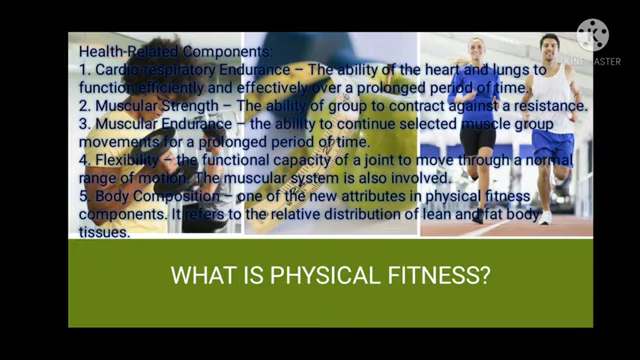 Health-Related Components:
1. Cardio-respiratory Endurance – The ability of the heart and lungs to
function efficiently and effectively over a prolonged period of time.
2. Muscular Strength – The ability of group to contract against a resistance.
3. Muscular Endurance – the ability to continue selected muscle group
movements for a prolonged period of time.
4. Flexibility – the functional capacity of a joint to move through a normal
range of motion. The muscular system is also involved.
5. Body Composition – one of the new attributes in physical fitness
components. It refers to the relative distribution of lean and fat body
tissues.
WHAT IS PHYSICAL FITNESS?
KINEMASTER